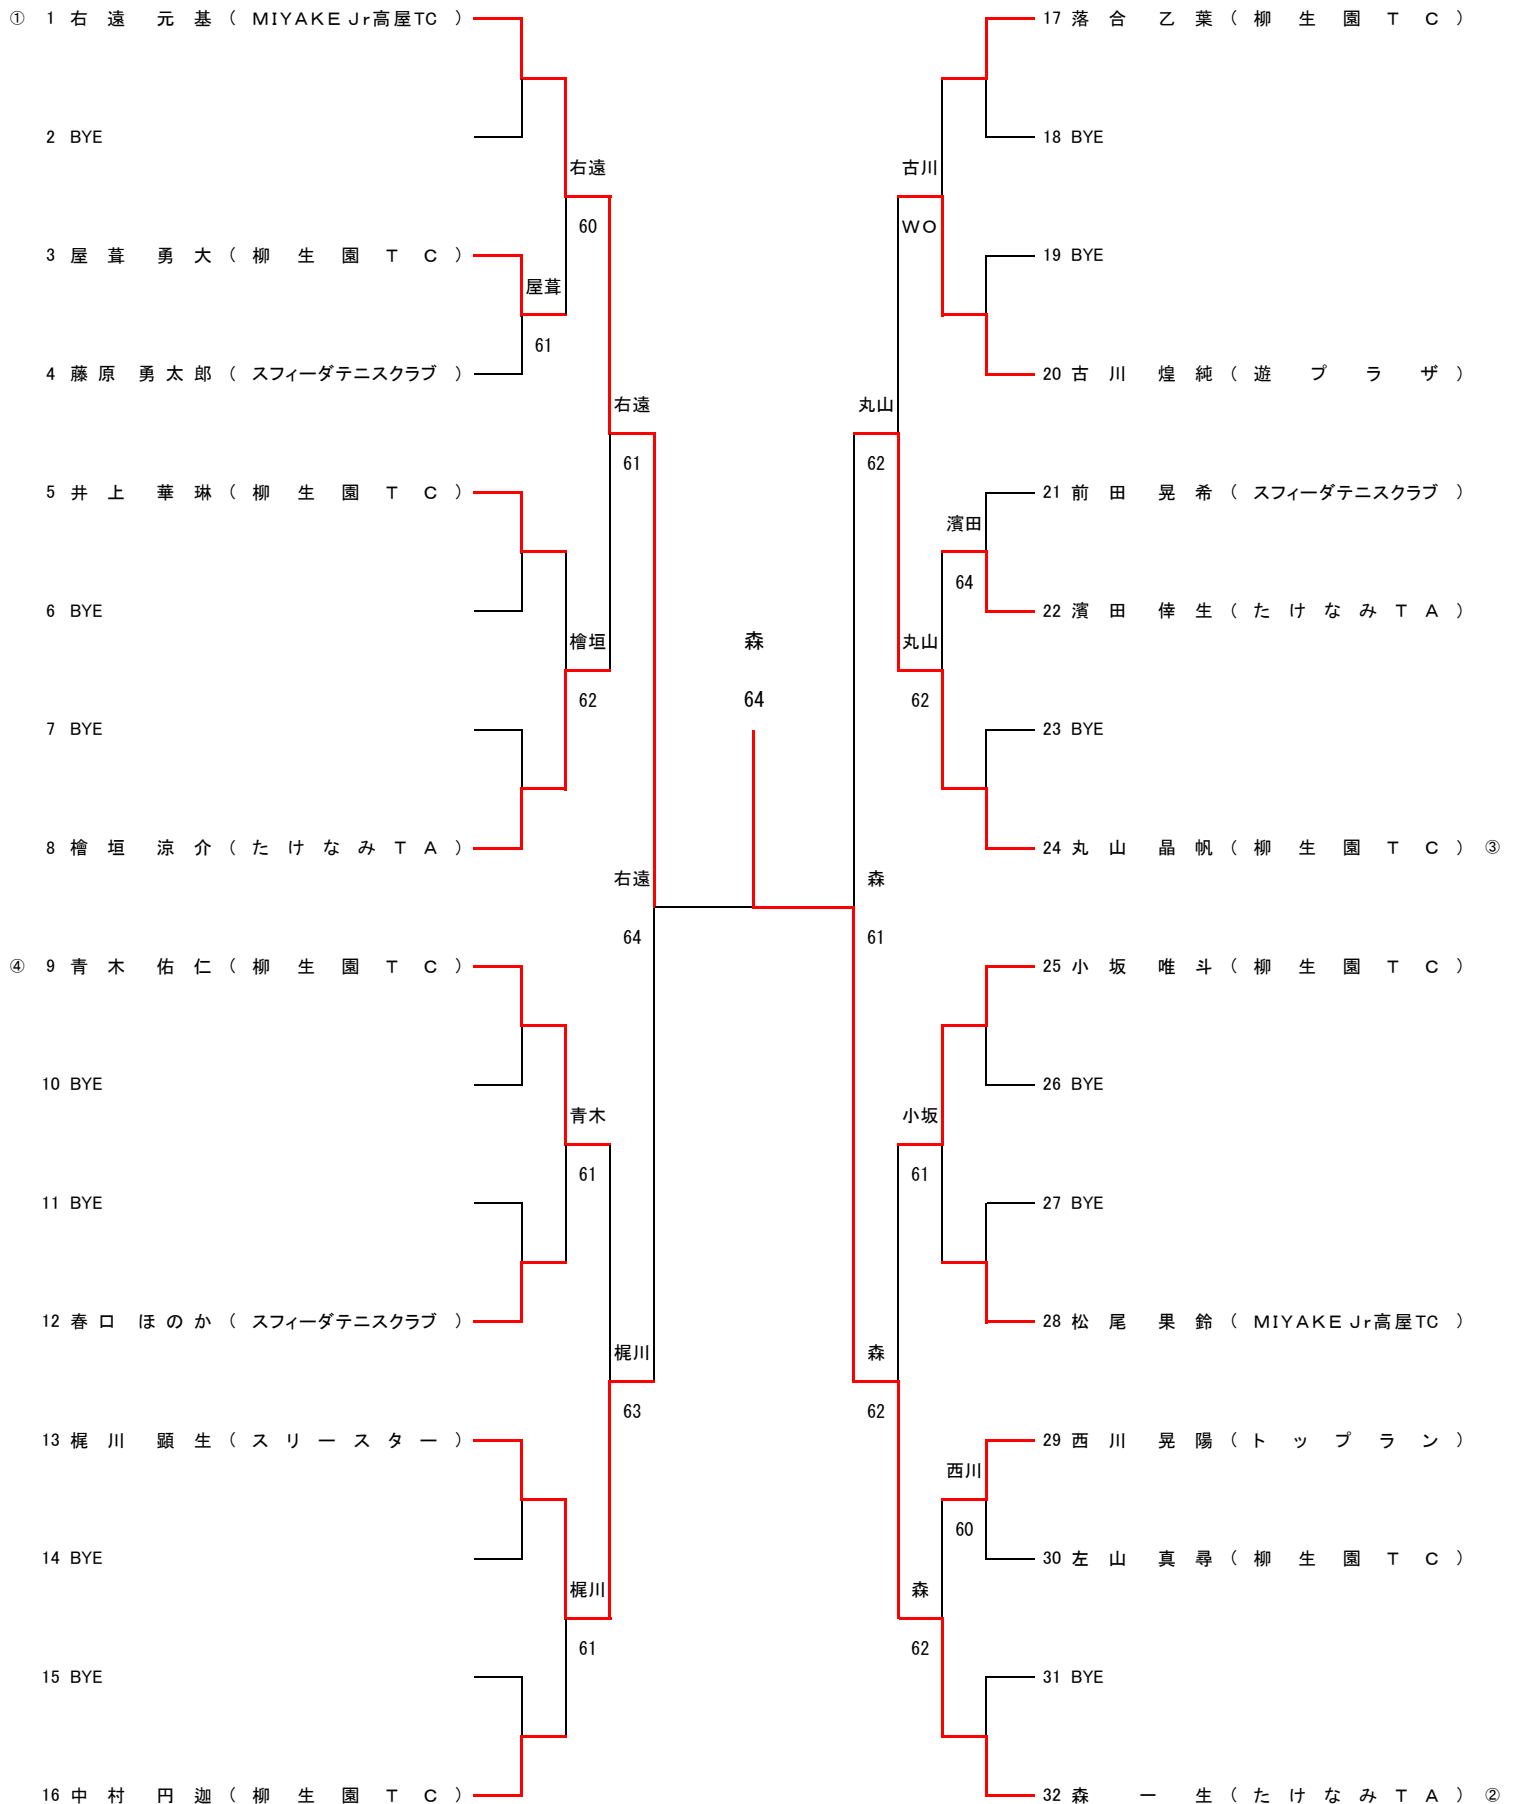 ① 1 右 遠 元 基 （ MIYAKE Jr高屋TC ）
2 BYE
右遠
60
3 屋 葺 勇 大 （ 柳 生 園 T C ）
屋葺
61
4 藤 原 勇 太 郎 （ スフィーダテニスクラブ ）
右遠
61
5 井 上 華 琳 （ 柳 生 園 T C ）
6 BYE
檜垣
62
7 BYE
8 檜 垣 涼 介 （ た け な み T A ）
右遠
64
④ 9 青 木 佑 仁 （ 柳 生 園 T C ）
10 BYE
青木
61
11 BYE
12 春 口 ほ の か （ スフィーダテニスクラブ ）
梶川
63
13 梶 川 顕 生 （ ス リ ー ス タ ー ）
14 BYE
梶川
61
15 BYE
16 中 村 円 迦 （ 柳 生 園 T C ）
森
64
17 落 合 乙 葉 （ 柳 生 園 T C ）
18 BYE
古川
WO
19 BYE
20 古 川 煌 純 （ 遊 プ ラ ザ ）
丸山
62
21 前 田 晃 希 （ スフィーダテニスクラブ ）
濱田
64
22 濱 田 倖 生 （ た け な み T A ）
丸山
62
23 BYE
24 丸 山 晶 帆 （ 柳 生 園 T C ） ③
森
61
25 小 坂 唯 斗 （ 柳 生 園 T C ）
26 BYE
小坂
61
27 BYE
28 松 尾 果 鈴 （ MIYAKE Jr高屋TC ）
森
62
29 西 川 晃 陽 （ ト ッ プ ラ ン ）
西川
60
30 左 山 真 尋 （ 柳 生 園 T C ）
森
62
31 BYE
32 森 一 生 （ た け な み T A ） ②